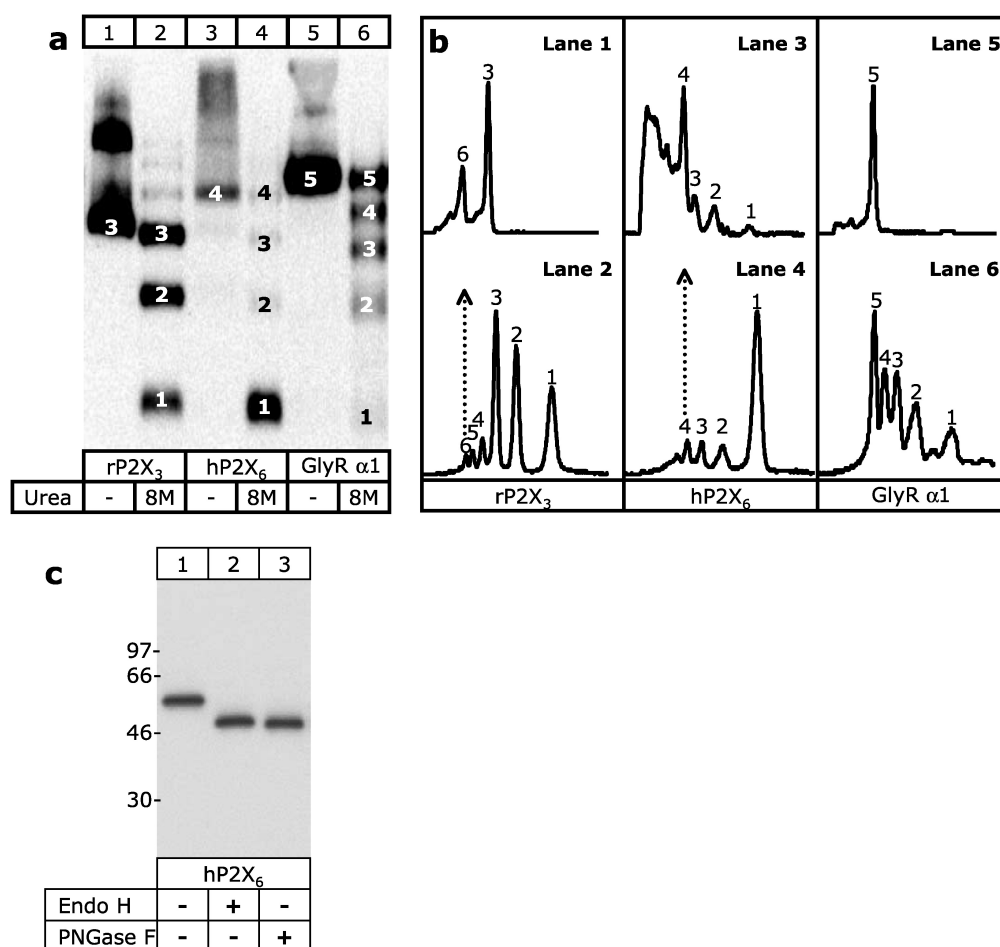 a
1 2 3 4 5 6
5 5
4 4 4
3 3 3 3
2 2 2
1 1 1
rP2X3 hP2X6 GlyR α1
Urea - 8M - 8M - 8M
b
Lane 1 Lane 3 Lane 5
6 3
4 3 2 1
5
Lane 2 Lane 4 Lane 6
6 5 4 3 2 1
4 3 2 1
5 4 3 2 1
rP2X3 hP2X6 GlyR α1
c
1 2 3
97-
66-
46-
30-
hP2X6
Endo H - + -
PNGase F - - +